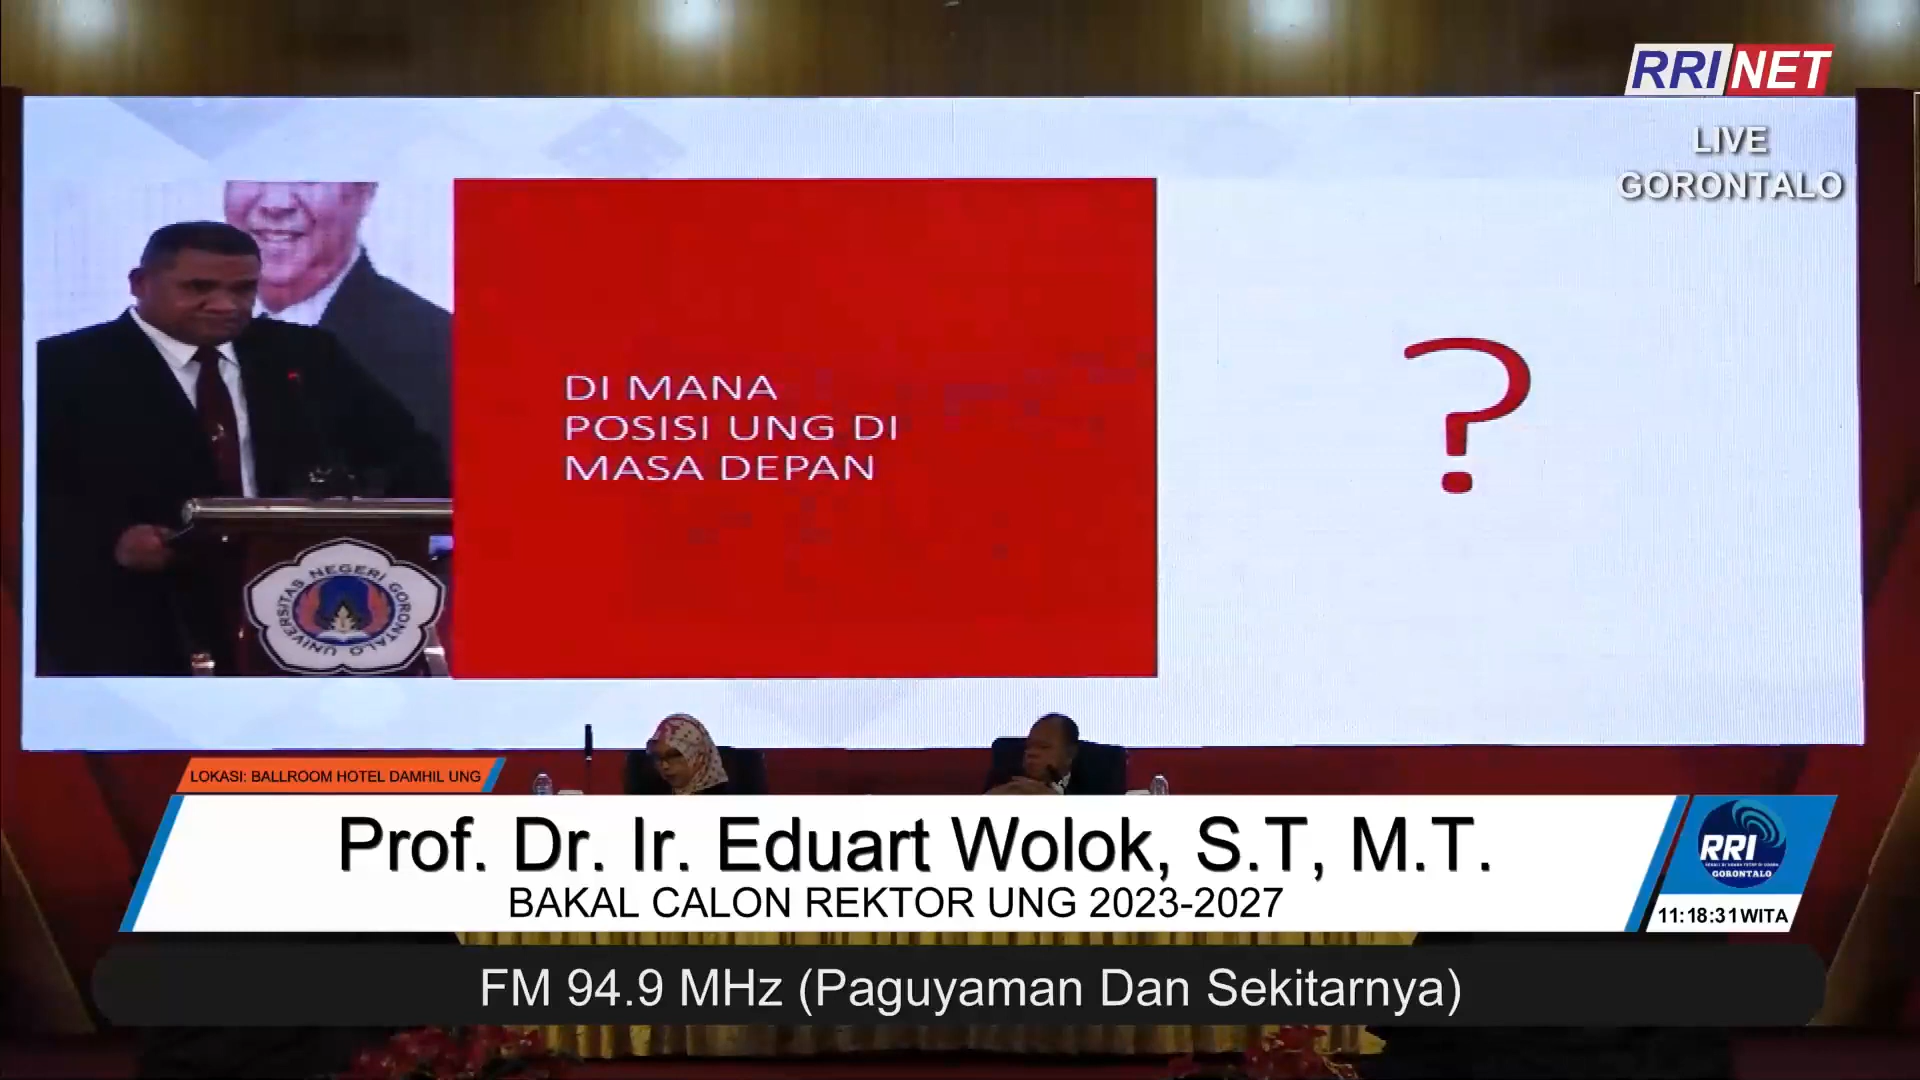 RRI NET
LIVE
GORONTALO
DI MANA
POSISI UNG DI
MASA DEPAN
?
UNIVERSITAS NEGERI GORONTALO
LOKASI: BALLROOM HOTEL DAMHIL UNG
Prof. Dr. Ir. Eduart Wolok, S.T, M.T.
BAKAL CALON REKTOR UNG 2023-2027
RRI
GORONTALO
11:18:31 WITA
FM 94.9 MHz (Paguyaman Dan Sekitarnya)